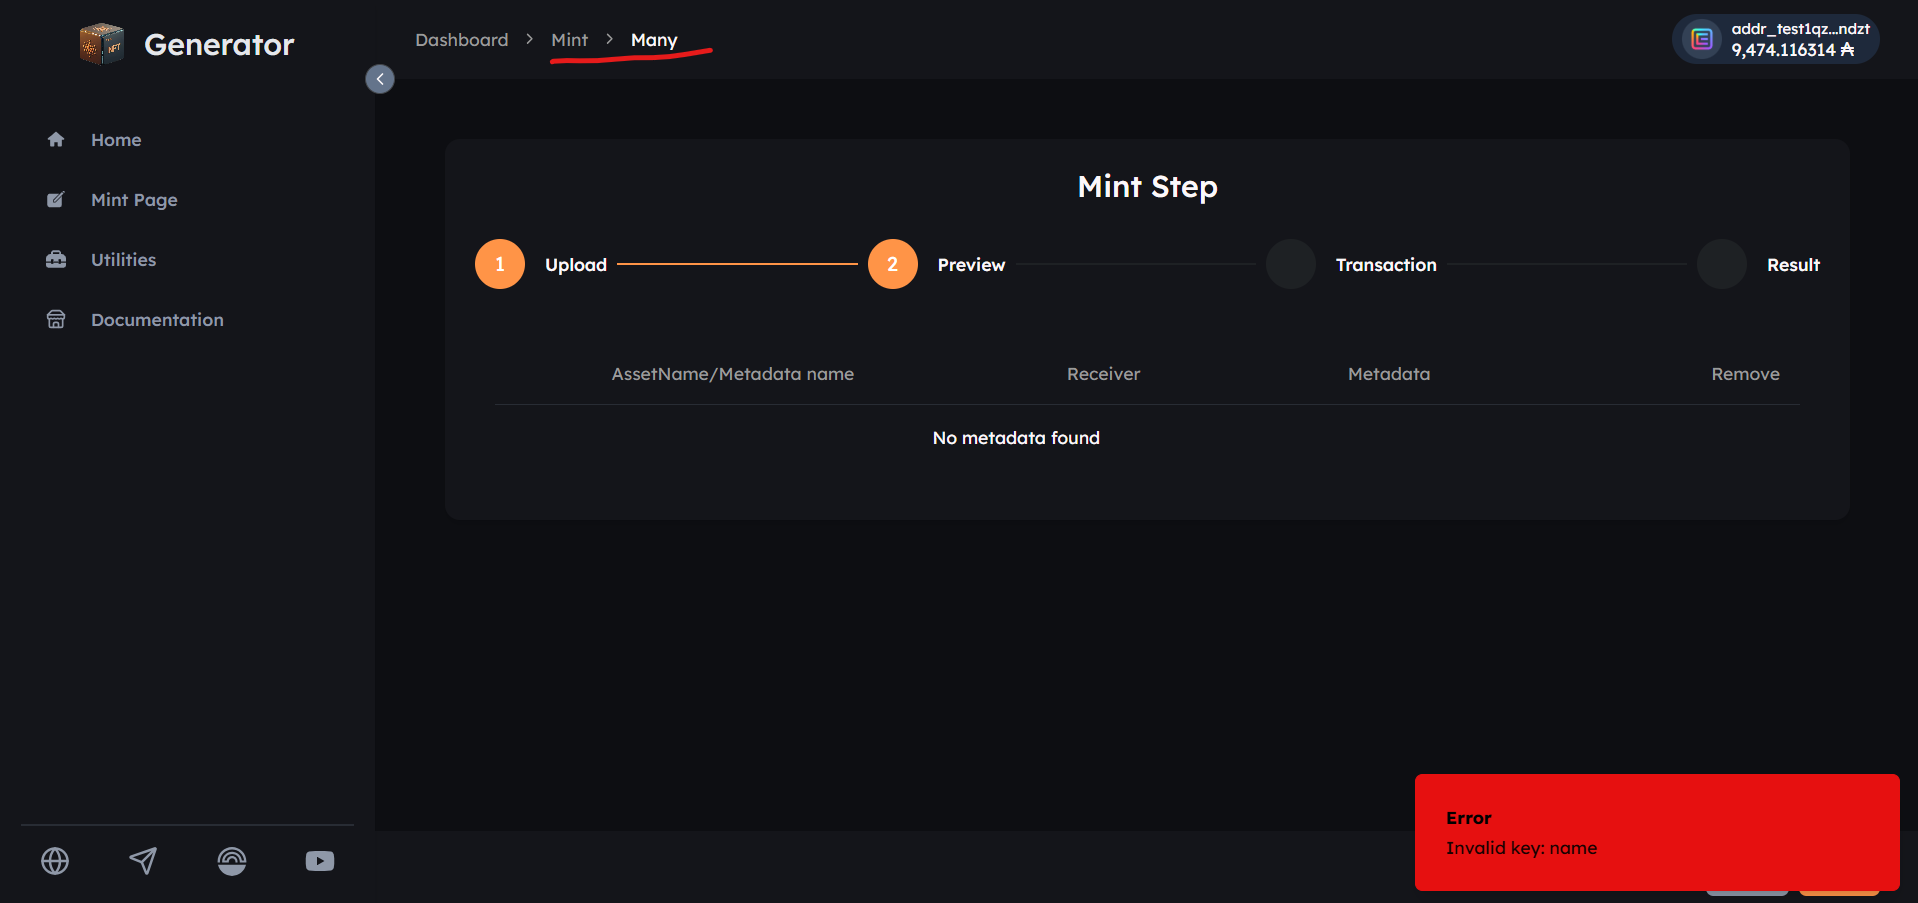 Generator
Dashboard > Mint > Many
addr_test1qz...ndzt
9,474.116314 ₳
Home
Mint Page
Utilities
Documentation
Mint Step
1 Upload 2 Preview Transaction Result
AssetName/Metadata name Receiver Metadata Remove
No metadata found
Error
Invalid key: name